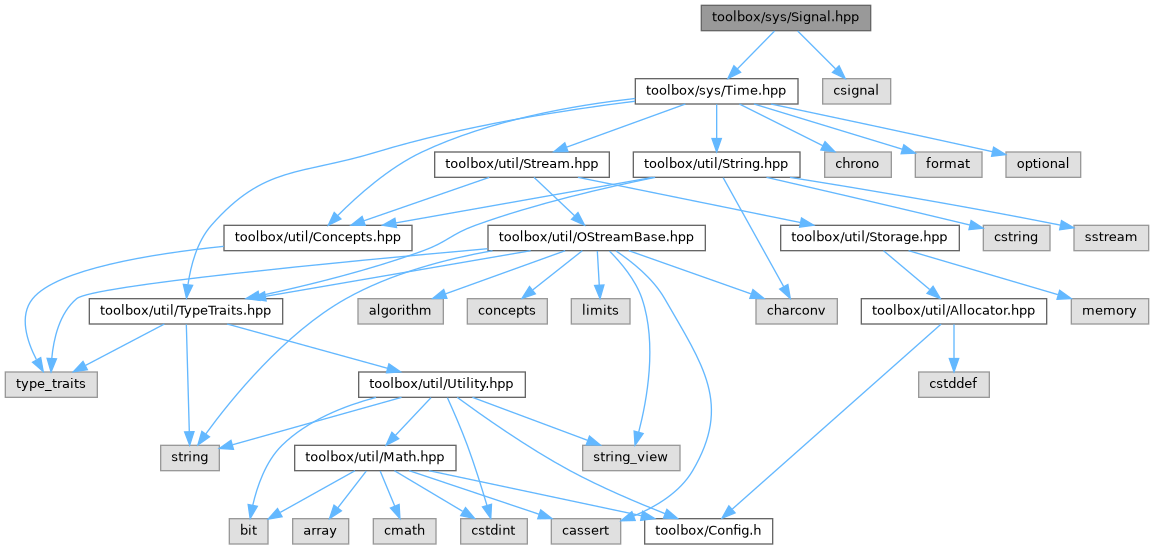 toolbox/sys/Signal.hpp
toolbox/sys/Time.hpp
csignal
toolbox/util/Stream.hpp
toolbox/util/String.hpp
chrono
format
optional
toolbox/util/Concepts.hpp
toolbox/util/OStreamBase.hpp
toolbox/util/Storage.hpp
cstring
sstream
toolbox/util/TypeTraits.hpp
algorithm
concepts
limits
charconv
toolbox/util/Allocator.hpp
memory
type_traits
toolbox/util/Utility.hpp
cstddef
string
toolbox/util/Math.hpp
string_view
bit
array
cmath
cstdint
cassert
toolbox/Config.h